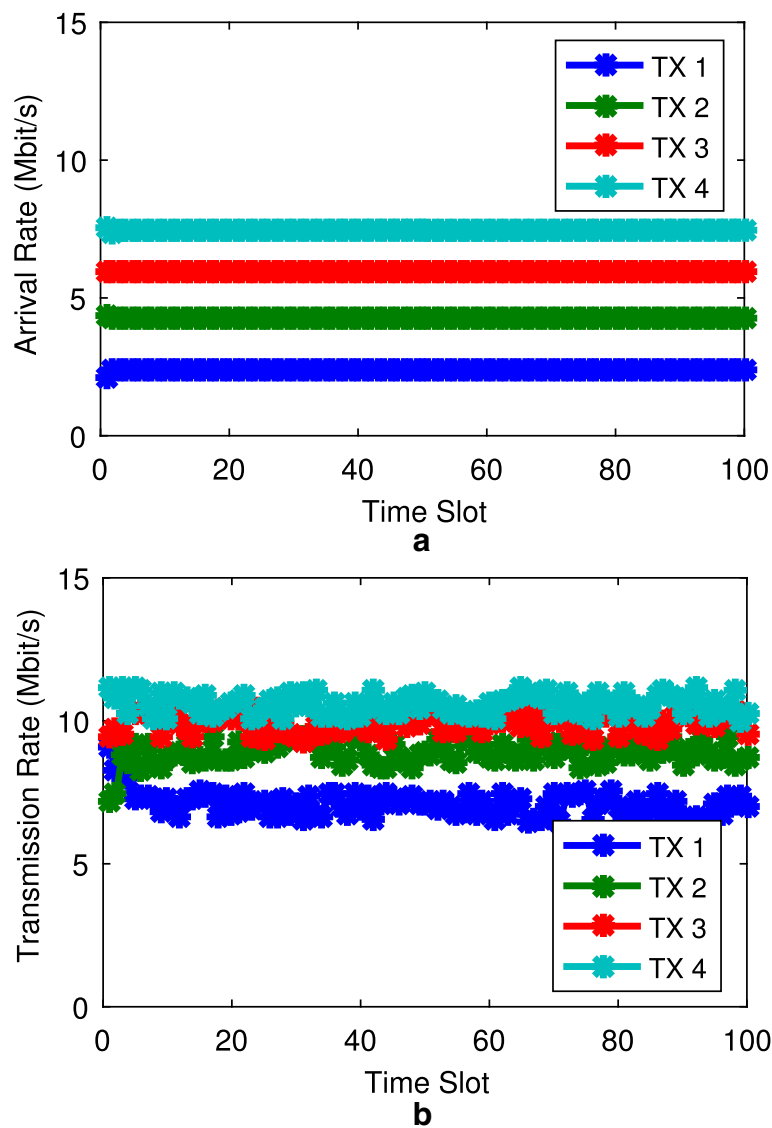 15
10
5
0
Arrival Rate (Mbit/s)
TX 1
TX 2
TX 3
TX 4
0 20 40 60 80 100
Time Slot
a
15
10
5
0
Transmission Rate (Mbit/s)
TX 1
TX 2
TX 3
TX 4
0 20 40 60 80 100
Time Slot
b